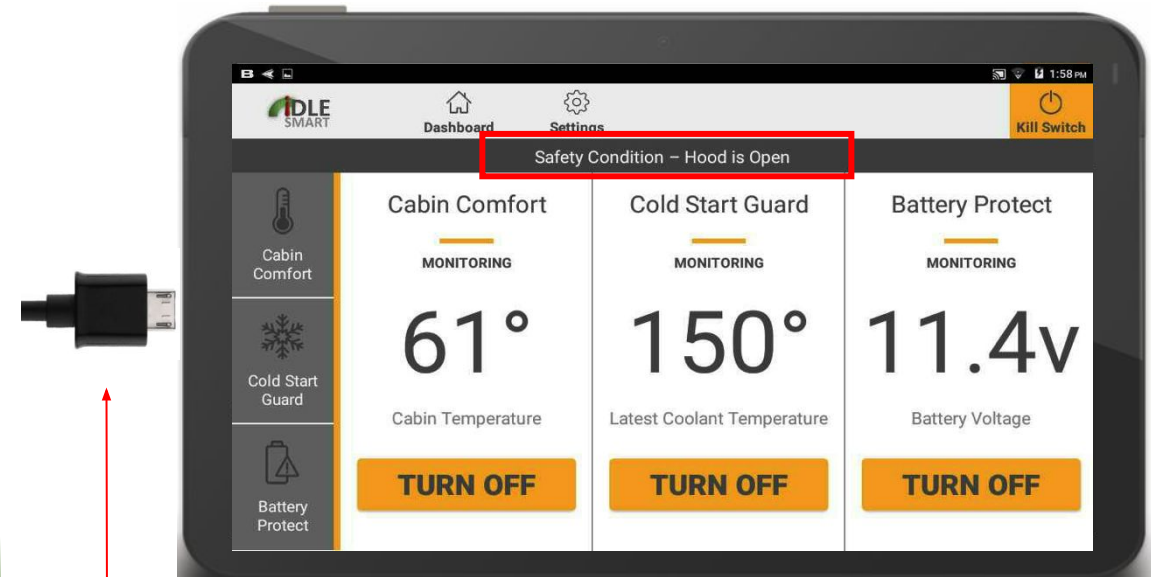 1:58 PM
iDLE
SMART
Dashboard
Settings
Kill Switch
Safety Condition – Hood is Open
Cabin
Comfort
Cold Start
Guard
Battery
Protect
Cabin Comfort
MONITORING
61°
Cabin Temperature
TURN OFF
Cold Start Guard
MONITORING
150°
Latest Coolant Temperature
TURN OFF
Battery Protect
MONITORING
11.4v
Battery Voltage
TURN OFF